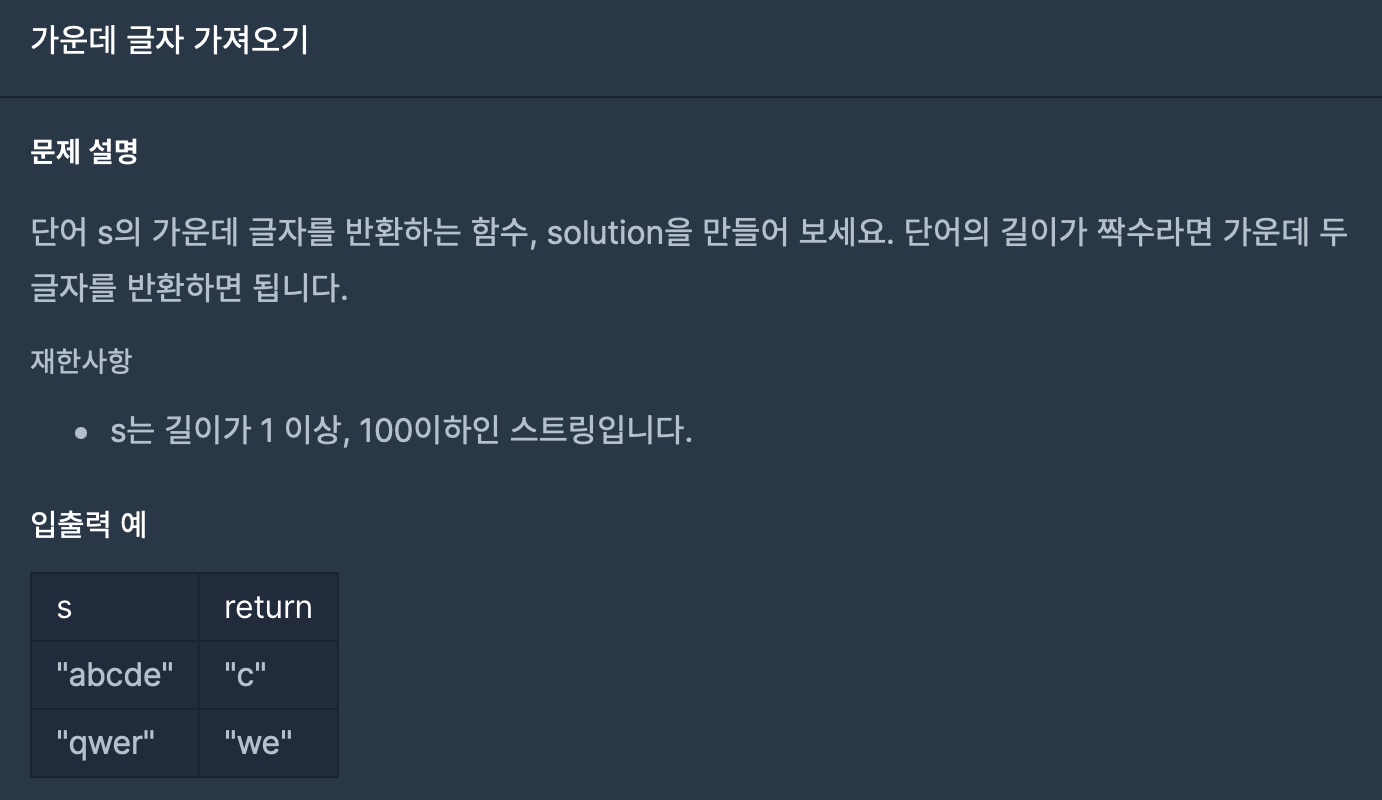 가운데 글자 가져오기
문제 설명
단어 s의 가운데 글자를 반환하는 함수, solution을 만들어 보세요. 단어의 길이가 짝수라면 가운데 두
글자를 반환하면 됩니다.
재한사항
s는 길이가 1 이상, 100이하인 스트링입니다.
입출력 예
s return
"abcde" "c"
"qwer" "we"